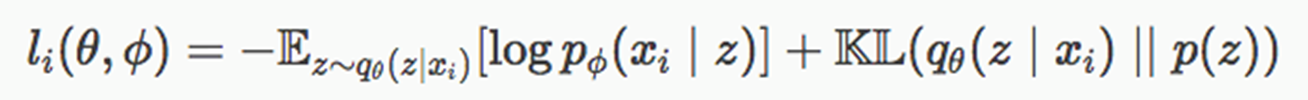 l_i(θ, ϕ) = −𝔼_{z∼q_θ(z|x_i)}[log p_ϕ(x_i | z)] + 𝕂𝕃(q_θ(z | x_i) || p(z))